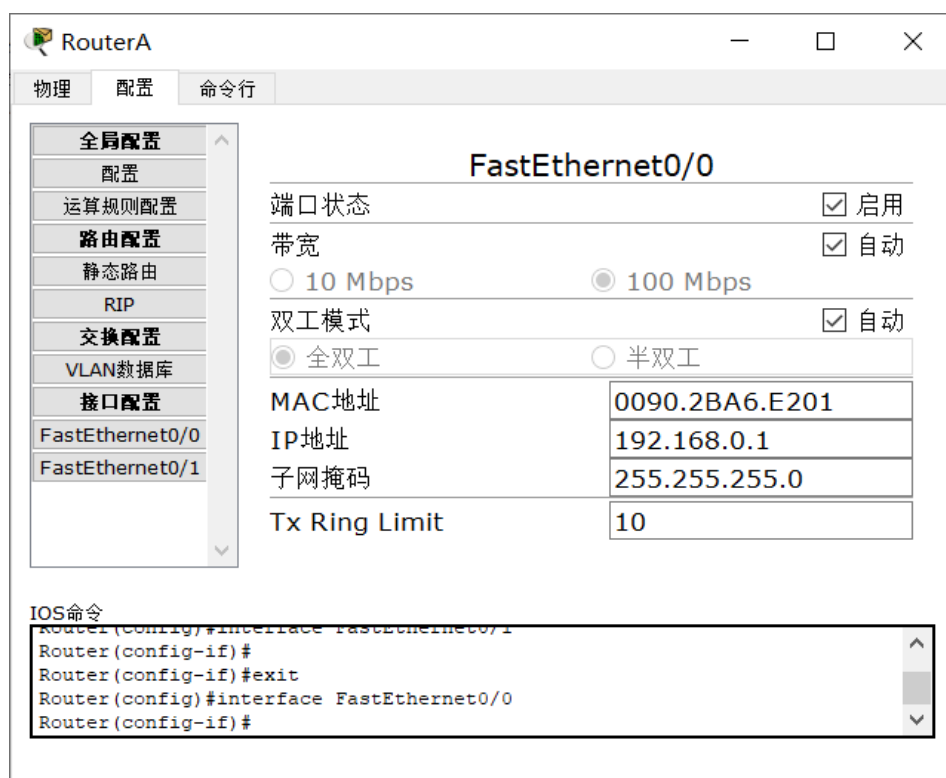 RouterA
物理 配置 命令行
全局配置
配置
运算规则配置
路由配置
静态路由
RIP
交换配置
VLAN数据库
接口配置
FastEthernet0/0
FastEthernet0/1
FastEthernet0/0
端口状态 启用
带宽 自动
10 Mbps 100 Mbps
双工模式 自动
全双工 半双工
MAC地址 0090.2BA6.E201
IP地址 192.168.0.1
子网掩码 255.255.255.0
Tx Ring Limit 10
IOS命令
Router(config)#interface FastEthernet0/1
Router(config-if)#
Router(config-if)#exit
Router(config)#interface FastEthernet0/0
Router(config-if)#